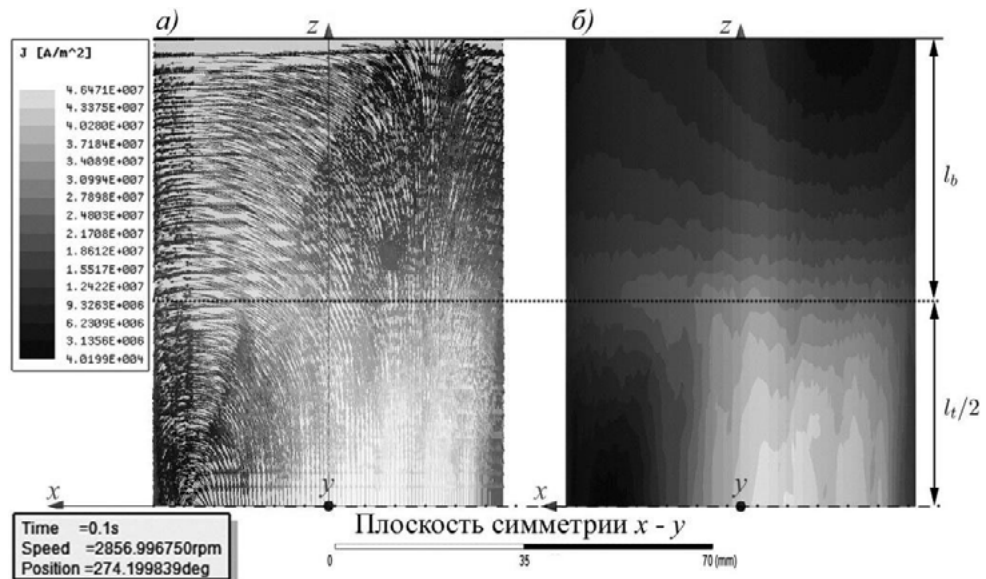 а) z б) z
J [A/m^2]
4.6471E+007
4.3375E+007
4.0280E+007
3.7184E+007
3.4089E+007
3.0994E+007
2.7898E+007
2.4803E+007
2.1708E+007
1.8612E+007
1.5517E+007
1.2422E+007
9.3263E+006
6.2309E+006
3.1356E+006
4.0199E+004
l_b
l_t/2
x y x y
Плоскость симметрии x - y
Time =0.1s
Speed =2856.996750rpm
Position =274.199839deg
0 35 70 (mm)